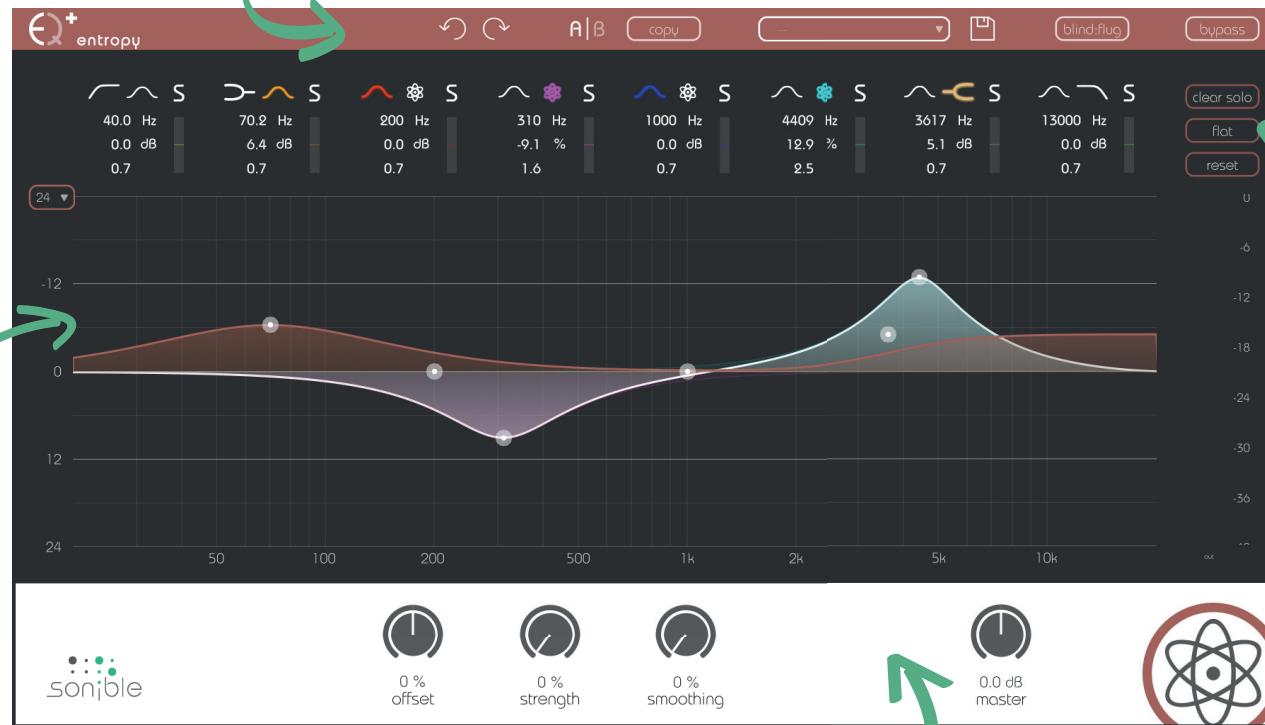 EQ+ entropy A|B copy --- blind:flug bypass
S S S S S S S S
40.0 Hz 70.2 Hz 200 Hz 310 Hz 1000 Hz 4409 Hz 3617 Hz 13000 Hz
0.0 dB 6.4 dB 0.0 dB -9.1 % 0.0 dB 12.9 % 5.1 dB 0.0 dB
0.7 0.7 0.7 1.6 0.7 2.5 0.7 0.7
clear solo
flat
reset
24
-12
0
12
24
0
-6
-12
-18
-24
-30
-36
out
50 100 200 500 1k 2k 5k 10k
0 % 0 % 0 % 0.0 dB
offset strength smoothing master
sonible